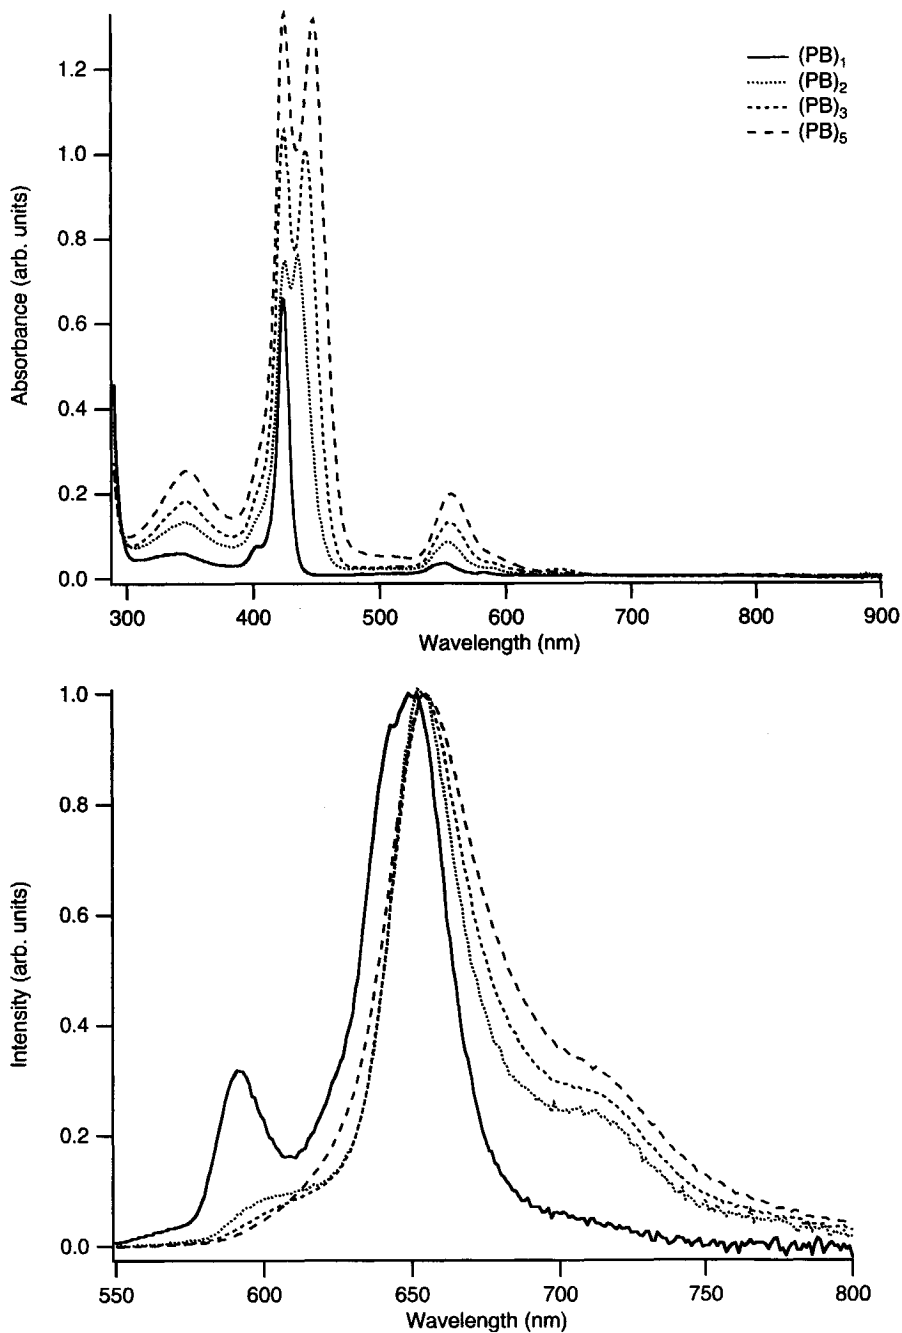 (PB)₁
(PB)₂
(PB)₃
(PB)₅
1.2
1.0
0.8
0.6
0.4
0.2
0.0
Absorbance (arb. units)
300 400 500 600 700 800 900
Wavelength (nm)
1.0
0.8
0.6
0.4
0.2
0.0
Intensity (arb. units)
550 600 650 700 750 800
Wavelength (nm)